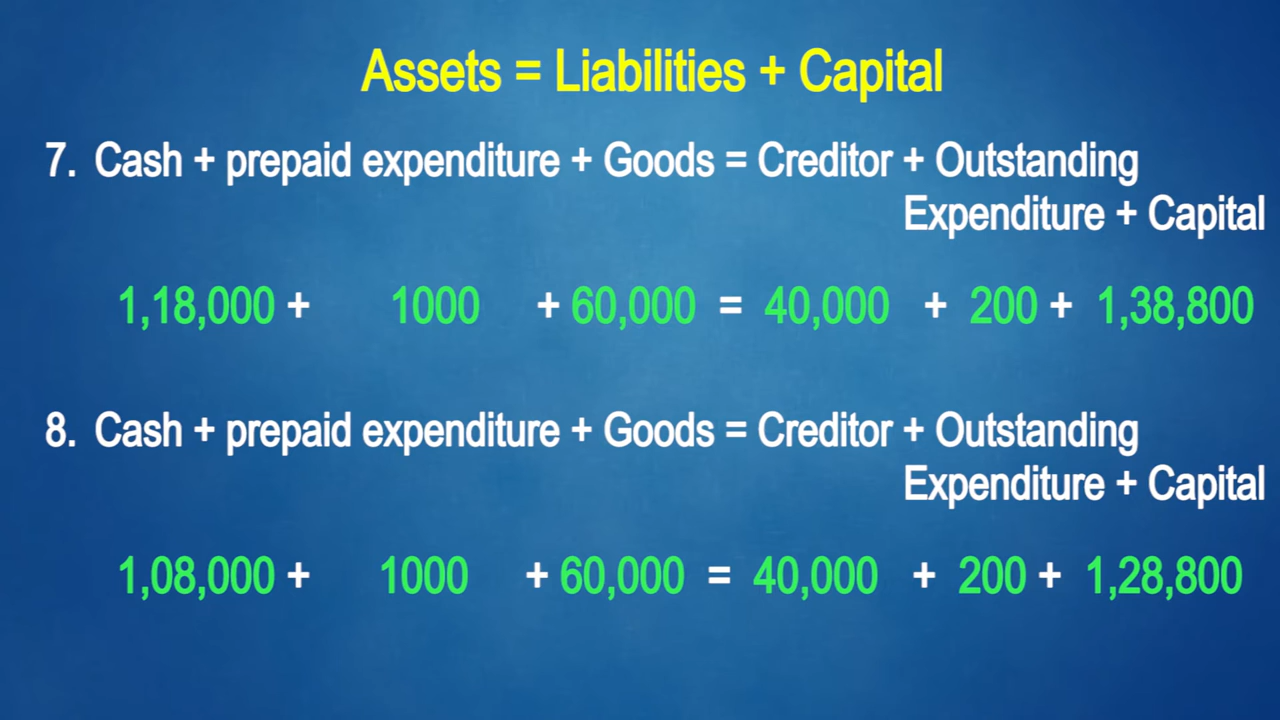 Assets = Liabilities + Capital
7. Cash + prepaid expenditure + Goods = Creditor + Outstanding
Expenditure + Capital
1,18,000 + 1000 + 60,000 = 40,000 + 200 + 1,38,800
8. Cash + prepaid expenditure + Goods = Creditor + Outstanding
Expenditure + Capital
1,08,000 + 1000 + 60,000 = 40,000 + 200 + 1,28,800